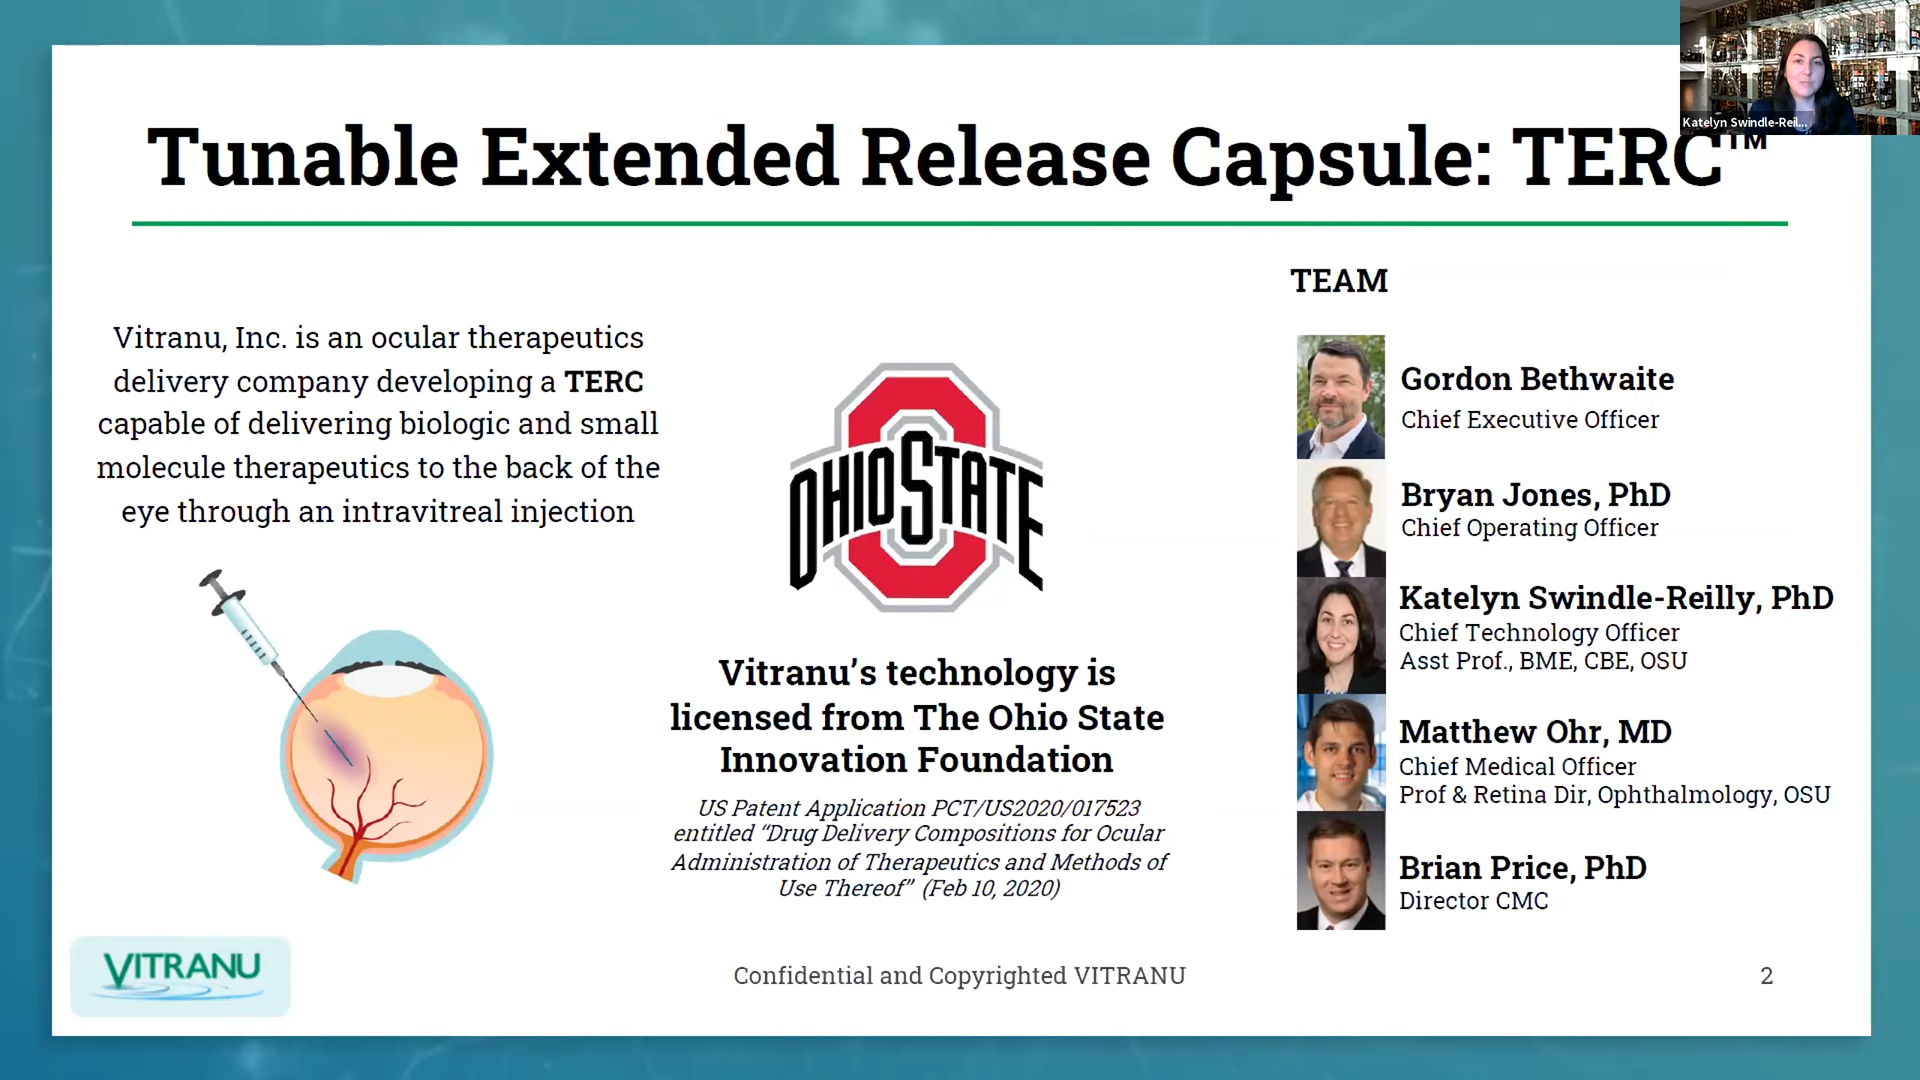 Katelyn Swindle-Reil...
Tunable Extended Release Capsule: TERC™
Vitranu, Inc. is an ocular therapeutics
delivery company developing a TERC
capable of delivering biologic and small
molecule therapeutics to the back of the
eye through an intravitreal injection
OHIO STATE
Vitranu’s technology is
licensed from The Ohio State
Innovation Foundation
US Patent Application PCT/US2020/017523
entitled “Drug Delivery Compositions for Ocular
Administration of Therapeutics and Methods of
Use Thereof” (Feb 10, 2020)
TEAM
Gordon Bethwaite
Chief Executive Officer
Bryan Jones, PhD
Chief Operating Officer
Katelyn Swindle-Reilly, PhD
Chief Technology Officer
Asst Prof., BME, CBE, OSU
Matthew Ohr, MD
Chief Medical Officer
Prof & Retina Dir, Ophthalmology, OSU
Brian Price, PhD
Director CMC
VITRANU
Confidential and Copyrighted VITRANU
2